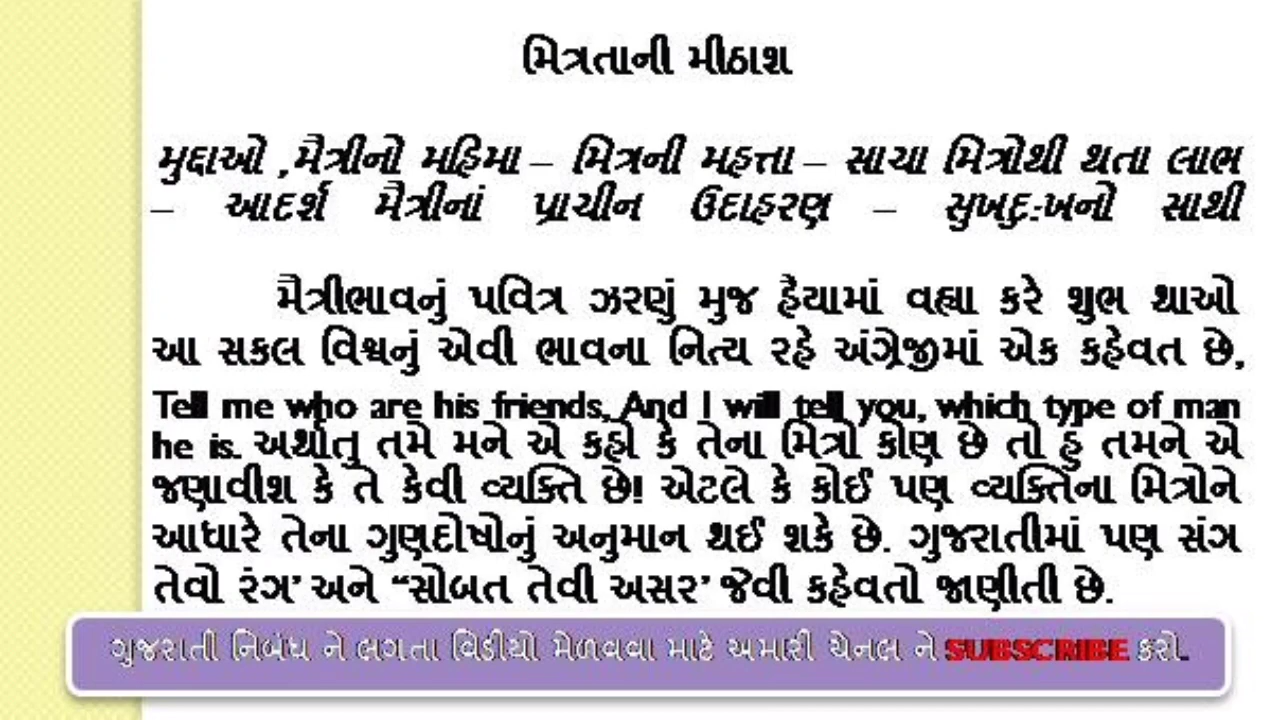 મિત્રતાની મીઠાશ
મુદ્દાઓ ,મૈત્રીનો મહિમા – મિત્રની મહત્તા – સાચા મિત્રોથી થતા લાભ
– આદર્શ મૈત્રીનાં પ્રાચીન ઉદાહરણ – સુખદુ:ખનો સાથી
મૈત્રીભાવનું પવિત્ર ઝરણું મુજ હૈયામાં વહ્યા કરે શુભ થાઓ
આ સકલ વિશ્વનું એવી ભાવના નિત્ય રહે અંગ્રેજીમાં એક કહેવત છે,
Tell me who are his friends, And I will tell you, which type of man
he is. અર્થાત્ તમે મને એ કહો કે તેના મિત્રો કોણ છે તો હું તમને એ
જણાવીશ કે તે કેવી વ્યક્તિ છે! એટલે કે કોઈ પણ વ્યક્તિના મિત્રોને
આધારે તેના ગુણદોષોનું અનુમાન થઈ શકે છે. ગુજરાતીમાં પણ સંગ
તેવો રંગ’ અને “સોબત તેવી અસર’ જેવી કહેવતો જાણીતી છે.
ગુજરાતી નિબંધ ને લગતા વિડીયો મેળવવા માટે અમારી ચેનલ ને SUBSCRIBE કરો.